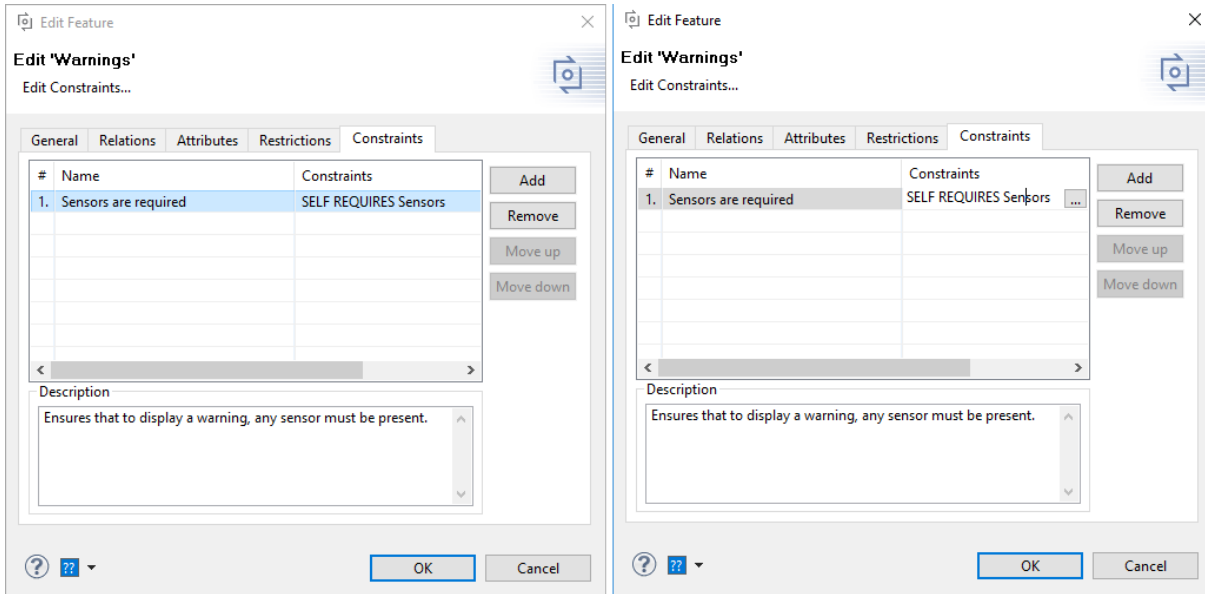 Edit Feature
Edit 'Warnings'
Edit Constraints...
General Relations Attributes Restrictions Constraints
# Name Constraints
1. Sensors are required SELF REQUIRES Sensors
Add
Remove
Move up
Move down
Description
Ensures that to display a warning, any sensor must be present.
? ?? OK Cancel
Edit Feature
Edit 'Warnings'
Edit Constraints...
General Relations Attributes Restrictions Constraints
# Name Constraints
1. Sensors are required SELF REQUIRES Sensors ...
Add
Remove
Move up
Move down
Description
Ensures that to display a warning, any sensor must be present.
? ?? OK Cancel